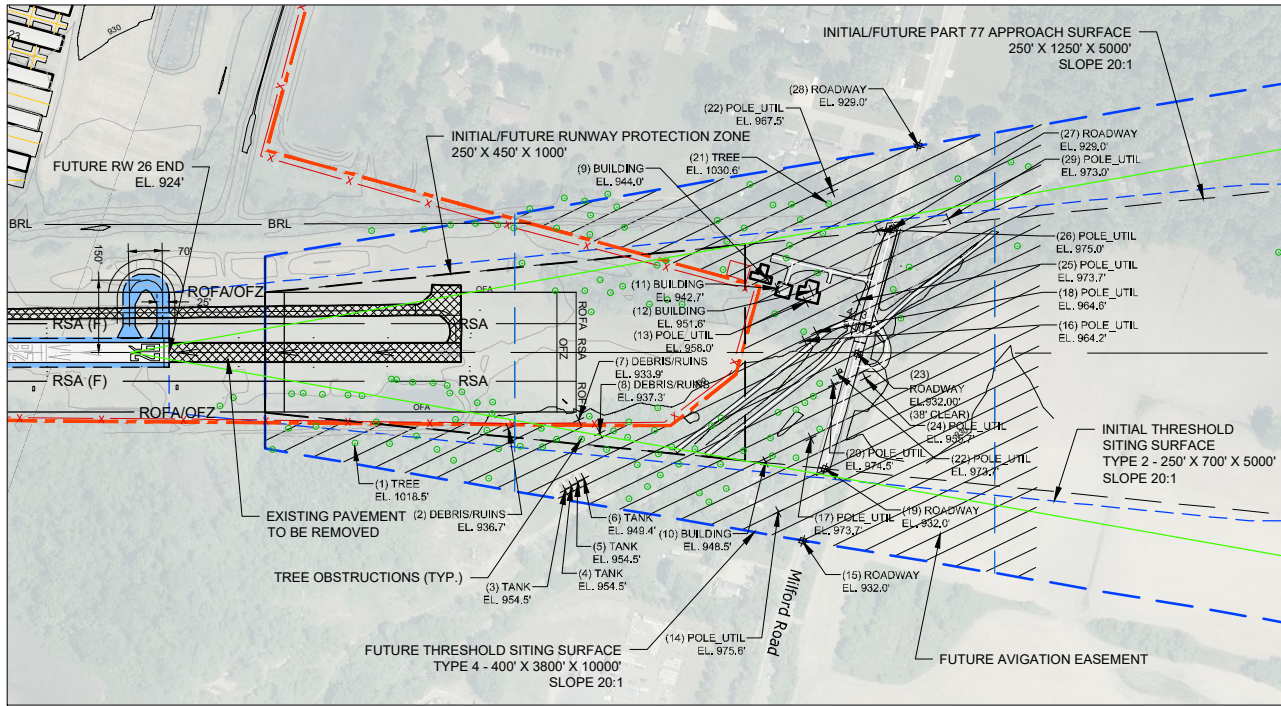 23
930
INITIAL/FUTURE PART 77 APPROACH SURFACE
250' X 1250' X 5000'
SLOPE 20:1
(28) ROADWAY
EL. 929.0'
(22) POLE_UTIL
EL. 967.5'
(27) ROADWAY
EL. 929.0'
(29) POLE_UTIL
EL. 973.0'
INITIAL/FUTURE RUNWAY PROTECTION ZONE
250' X 450' X 1000'
(21) TREE
EL. 1030.6'
(9) BUILDING
EL. 944.0'
FUTURE RW 26 END
EL. 924'
BRL
BRL
(26) POLE_UTIL
EL. 975.0'
(25) POLE_UTIL
EL. 973.7'
(18) POLE_UTIL
EL. 964.6'
(16) POLE_UTIL
EL. 964.2'
150'
70'
25'
ROFA/OFZ
OFA
(11) BUILDING
EL. 942.7'
(12) BUILDING
EL. 951.6'
(13) POLE_UTIL
EL. 958.0'
RSA (F)
RSA
ROFA
RSA
OFZ
ROFA
(7) DEBRIS/RUINS
EL. 933.9'
(8) DEBRIS/RUINS
EL. 937.3'
RSA (F)
RSA
ROFA/OFZ
OFA
(23)
ROADWAY
EL.932.00'
(38' CLEAR)
(24) POLE_UTIL
(22) POLE_UTIL
EL. 973.7'
(20) POLE_UTIL
EL. 974.5'
INITIAL THRESHOLD
SITING SURFACE
TYPE 2 - 250' X 700' X 5000'
SLOPE 20:1
(1) TREE
EL. 1018.5'
EXISTING PAVEMENT
TO BE REMOVED
(2) DEBRIS/RUINS
EL. 936.7'
(6) TANK
EL. 949.4'
(5) TANK
EL. 954.5'
(4) TANK
EL. 954.5'
(3) TANK
EL. 954.5'
(10) BUILDING
EL. 948.5'
(17) POLE_UTIL
EL. 973.7'
(19) ROADWAY
EL. 932.0'
(15) ROADWAY
EL. 932.0'
TREE OBSTRUCTIONS (TYP.)
Milford Road
(14) POLE_UTIL
EL. 975.6'
FUTURE THRESHOLD SITING SURFACE
TYPE 4 - 400' X 3800' X 10000'
SLOPE 20:1
FUTURE AVIGATION EASEMENT